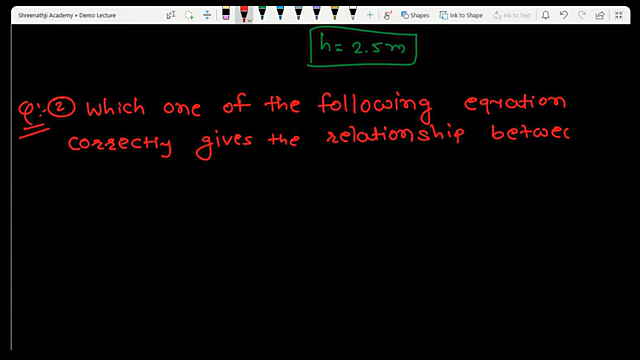 Shreenathji Academy » Demo Lecture
Shapes
Ink to Shape
Ink to Text
h = 2.5 m
Q:- 2 which one of the following equation
correctly gives the relationship betwee